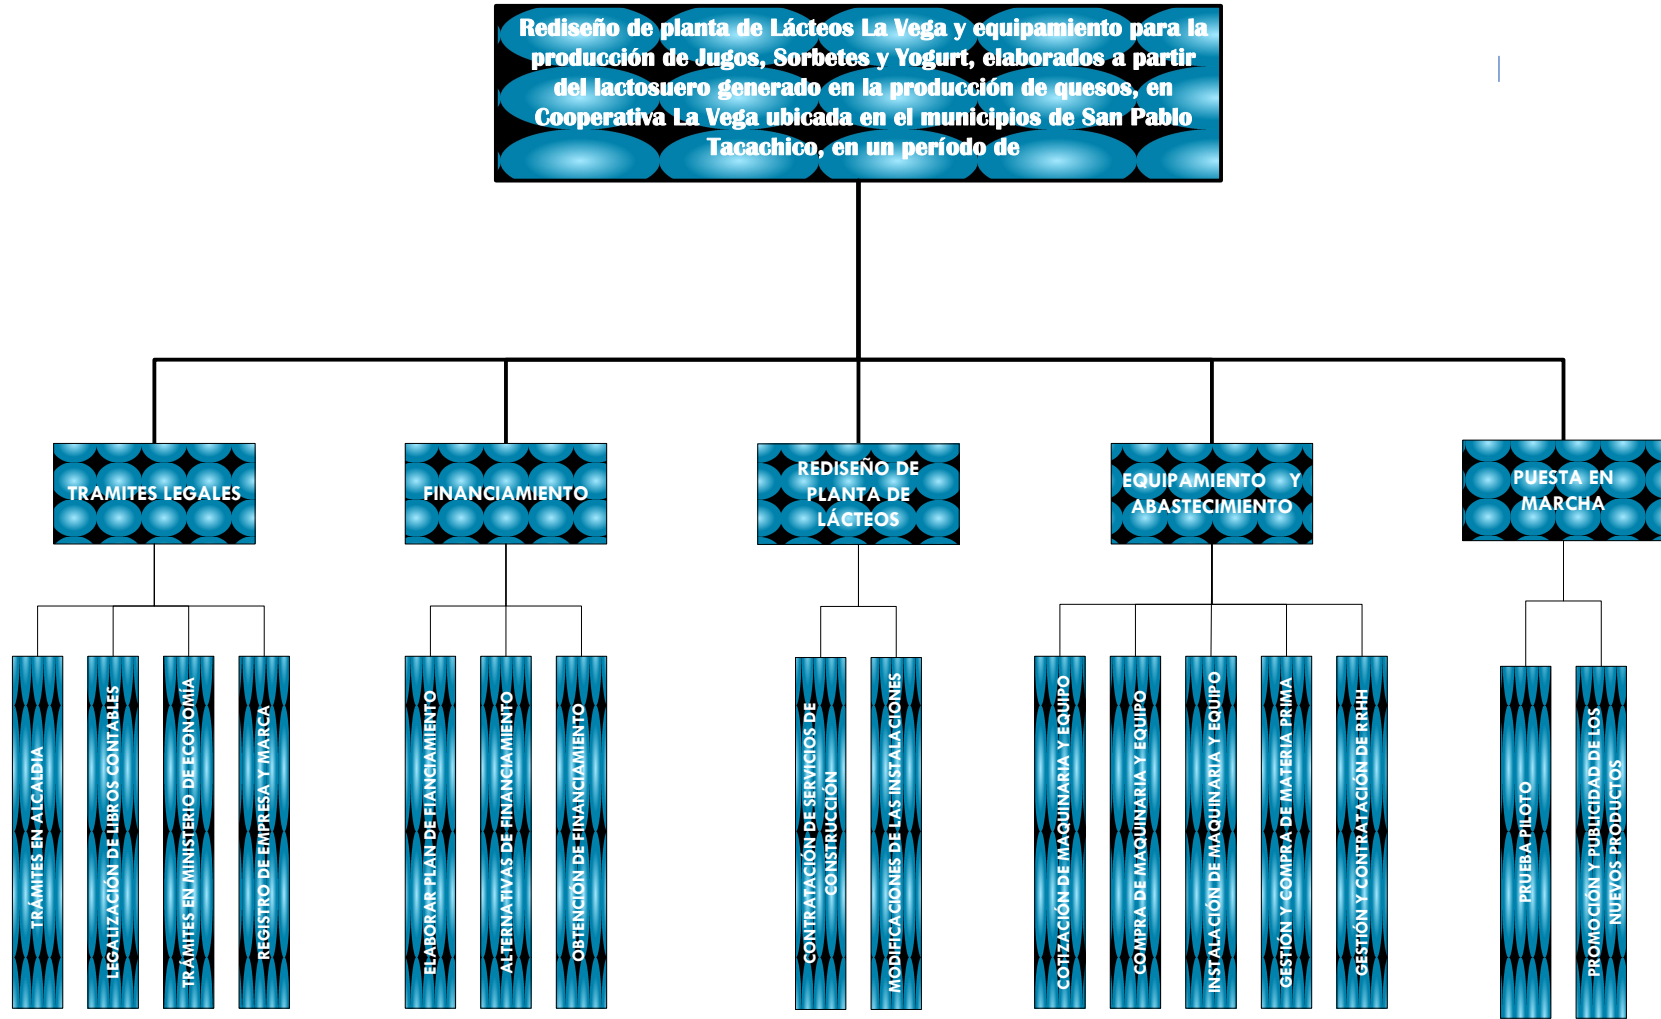 Rediseño de planta de Lácteos La Vega y equipamiento para la
producción de Jugos, Sorbetes y Yogurt, elaborados a partir
del lactosuero generado en la producción de quesos, en
Cooperativa La Vega ubicada en el municipios de San Pablo
Tacachico, en un período de
TRAMITES LEGALES
FINANCIAMIENTO
REDISEÑO DE
PLANTA DE
LÁCTEOS
EQUIPAMIENTO Y
ABASTECIMIENTO
PUESTA EN
MARCHA
TRÁMITES EN ALCALDIA
LEGALIZACIÓN DE LIBROS CONTABLES
TRÁMITES EN MINISTERIO DE ECONOMÍA
REGISTRO DE EMPRESA Y MARCA
ELABORAR PLAN DE FIANCIAMIENTO
ALTERNATIVAS DE FINANCIAMIENTO
OBTENCIÓN DE FINANCIAMIENTO
CONTRATACIÓN DE SERVICIOS DE
CONSTRUCCIÓN
MODIFICACIONES DE LAS INSTALACIONES
COTIZACIÓN DE MAQUINARIA Y EQUIPO
COMPRA DE MAQUINARIA Y EQUIPO
INSTALACIÓN DE MAQUINARIA Y EQUIPO
GESTIÓN Y COMPRA DE MATERIA PRIMA
GESTIÓN Y CONTRATACIÓN DE RRHH
PRUEBA PILOTO
PROMOCIÓN Y PUBLICIDAD DE LOS
NUEVOS PRODUCTOS